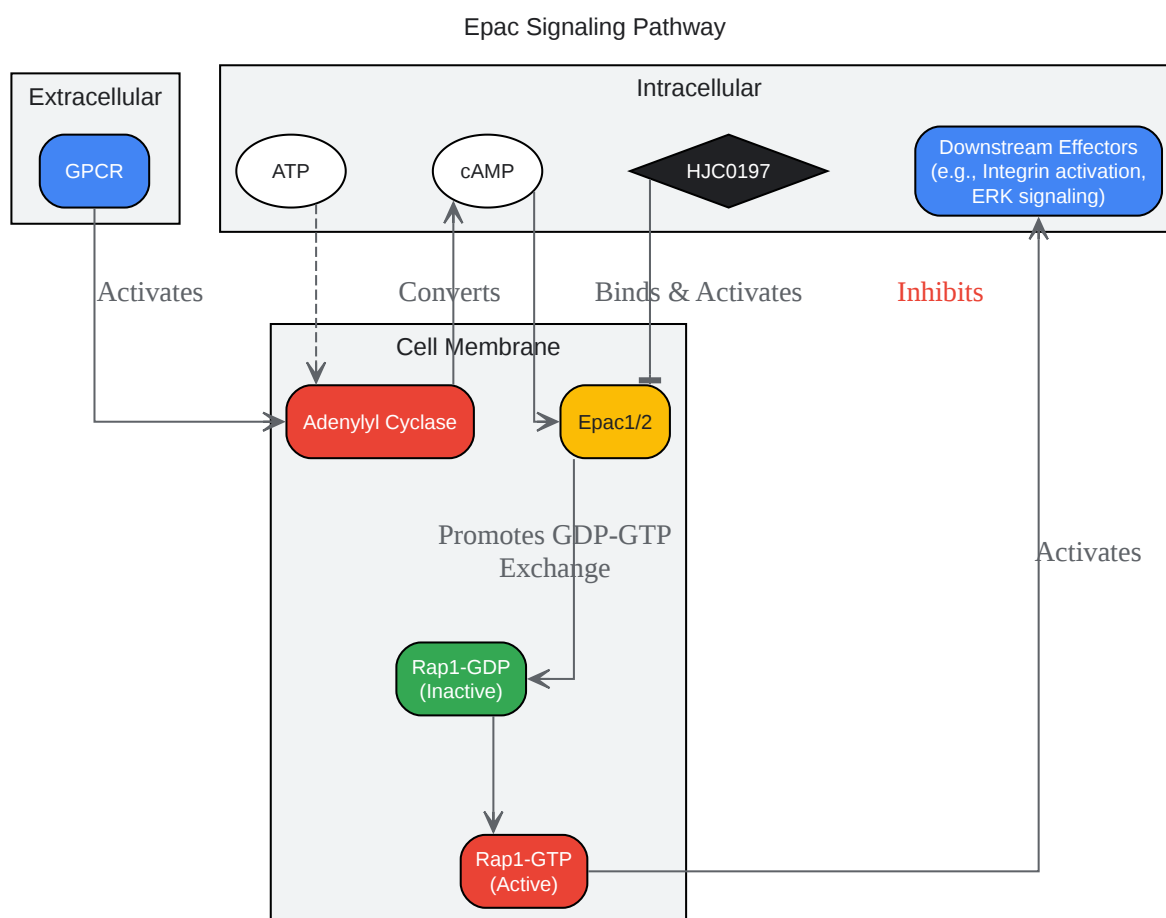 Epac Signaling Pathway
Extracellular
Intracellular
GPCR
ATP
cAMP
HJC0197
Downstream Effectors
(e.g., Integrin activation,
ERK signaling)
Activates
Converts
Binds & Activates
Inhibits
Cell Membrane
Adenylyl Cyclase
Epac1/2
Promotes GDP-GTP
Exchange
Activates
Rap1-GDP
(Inactive)
Rap1-GTP
(Active)